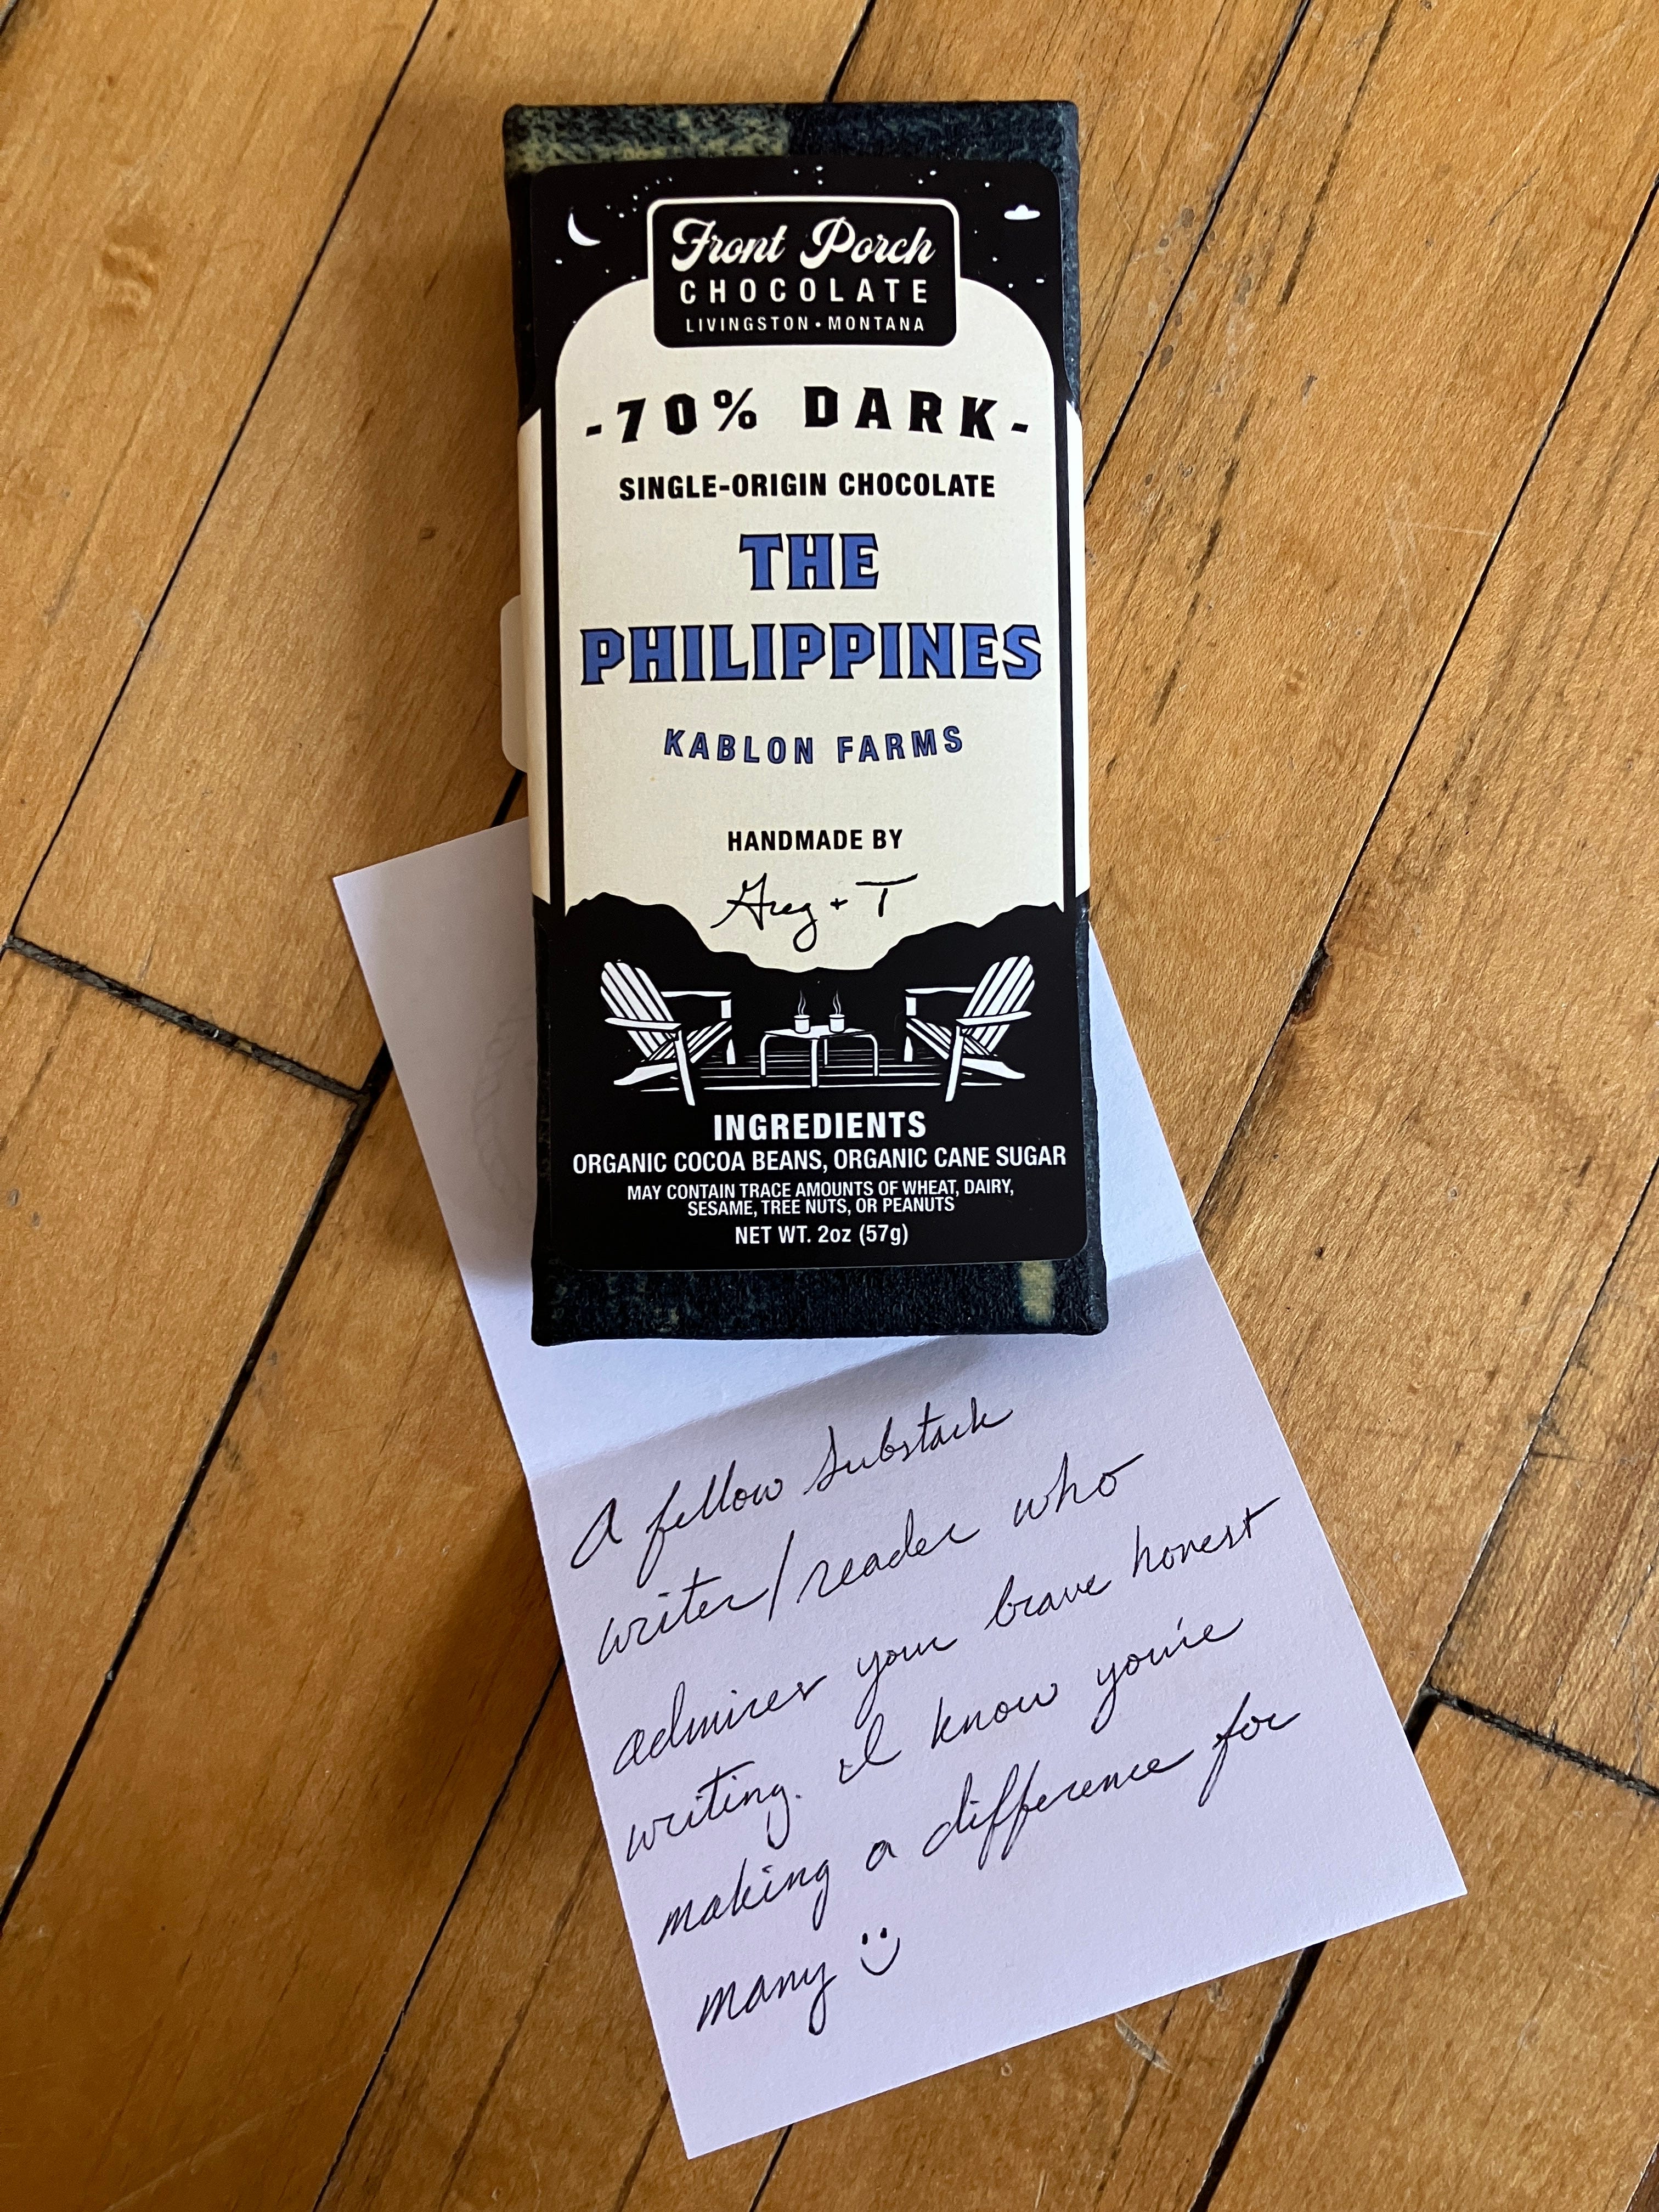 Front Porch
CHOCOLATE
LIVINGSTON • MONTANA
-70% DARK-
SINGLE-ORIGIN CHOCOLATE
THE
PHILIPPINES
KABLON FARMS
HANDMADE BY
Greg + T
INGREDIENTS
ORGANIC COCOA BEANS, ORGANIC CANE SUGAR
MAY CONTAIN TRACE AMOUNTS OF WHEAT, DAIRY,
SESAME, TREE NUTS, OR PEANUTS
NET WT. 2oz (57g)
A fellow Substack
writer/reader who
admires your brave honest
writing. I know you're
making a difference for
many